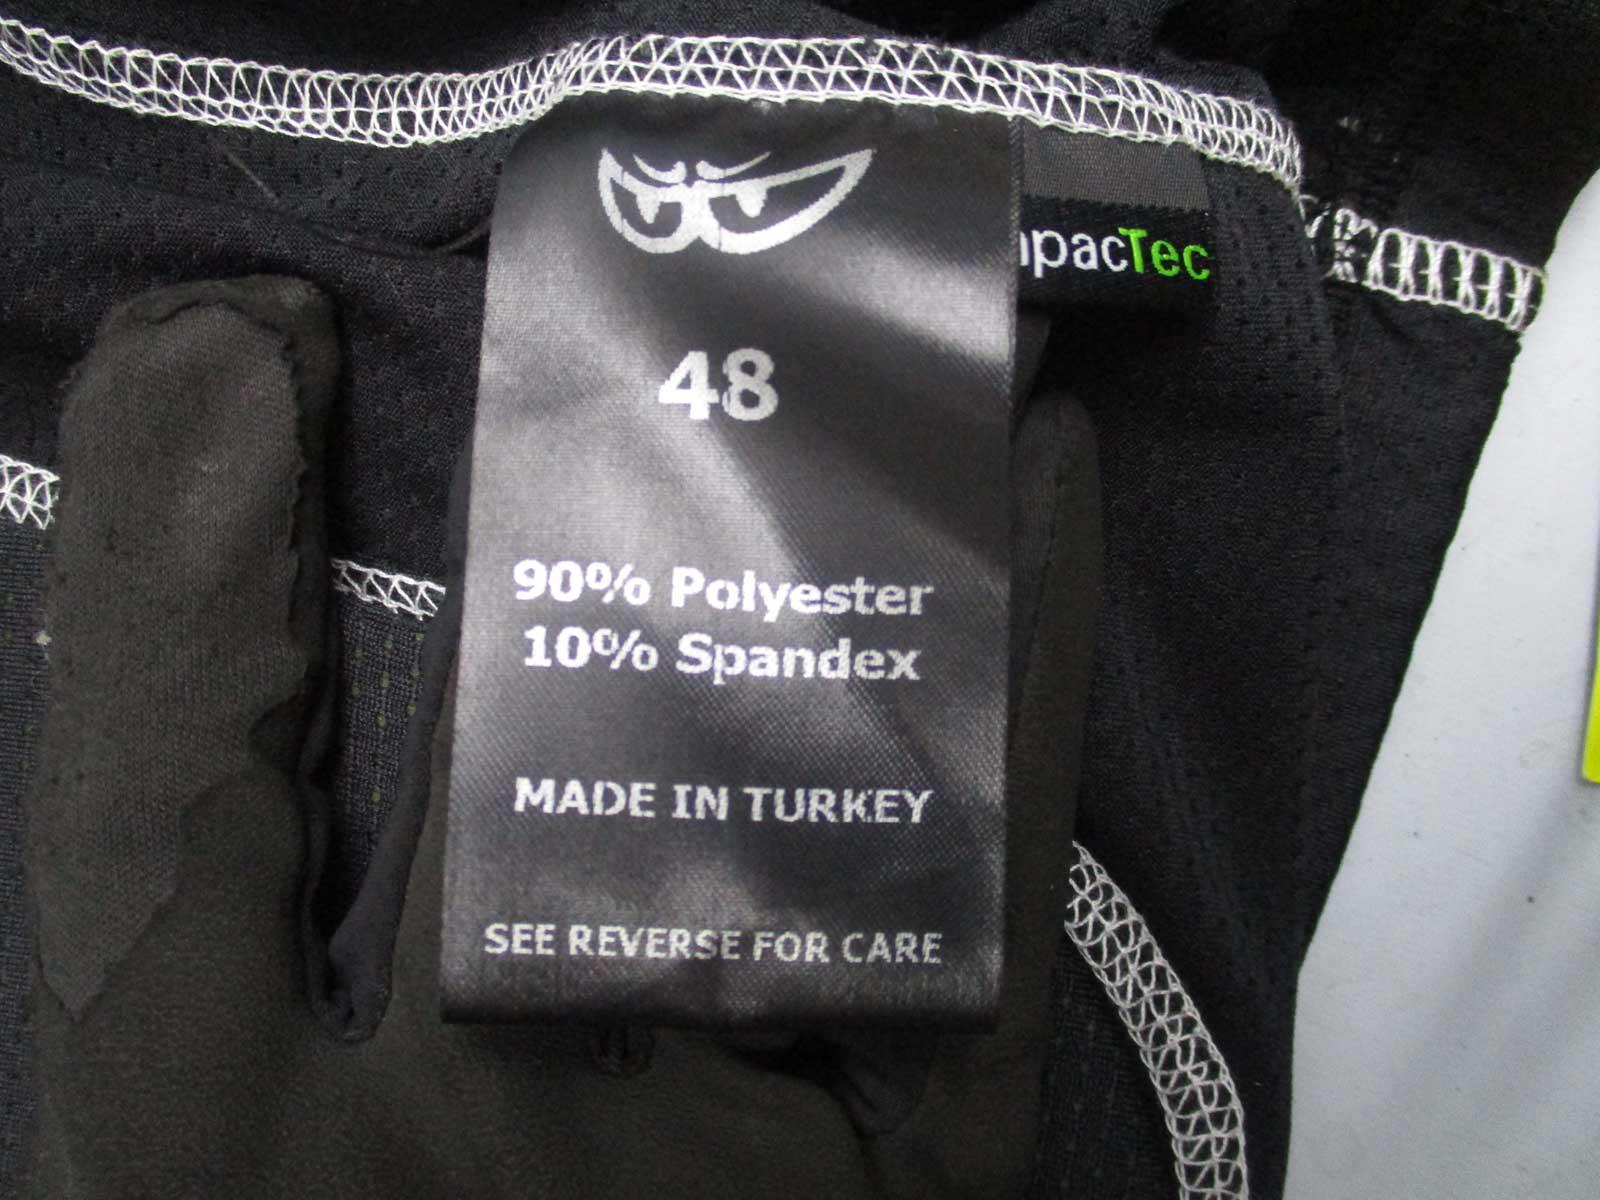 pacTec
48
90% Polyester
10% Spandex
MADE IN TURKEY
SEE REVERSE FOR CARE